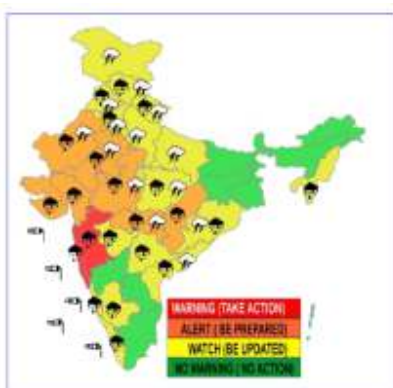 WARNING (TAKE ACTION)
ALERT ( BE PREPARED)
WATCH (BE UPDATED)
NO WARNING ( NO ACTION)